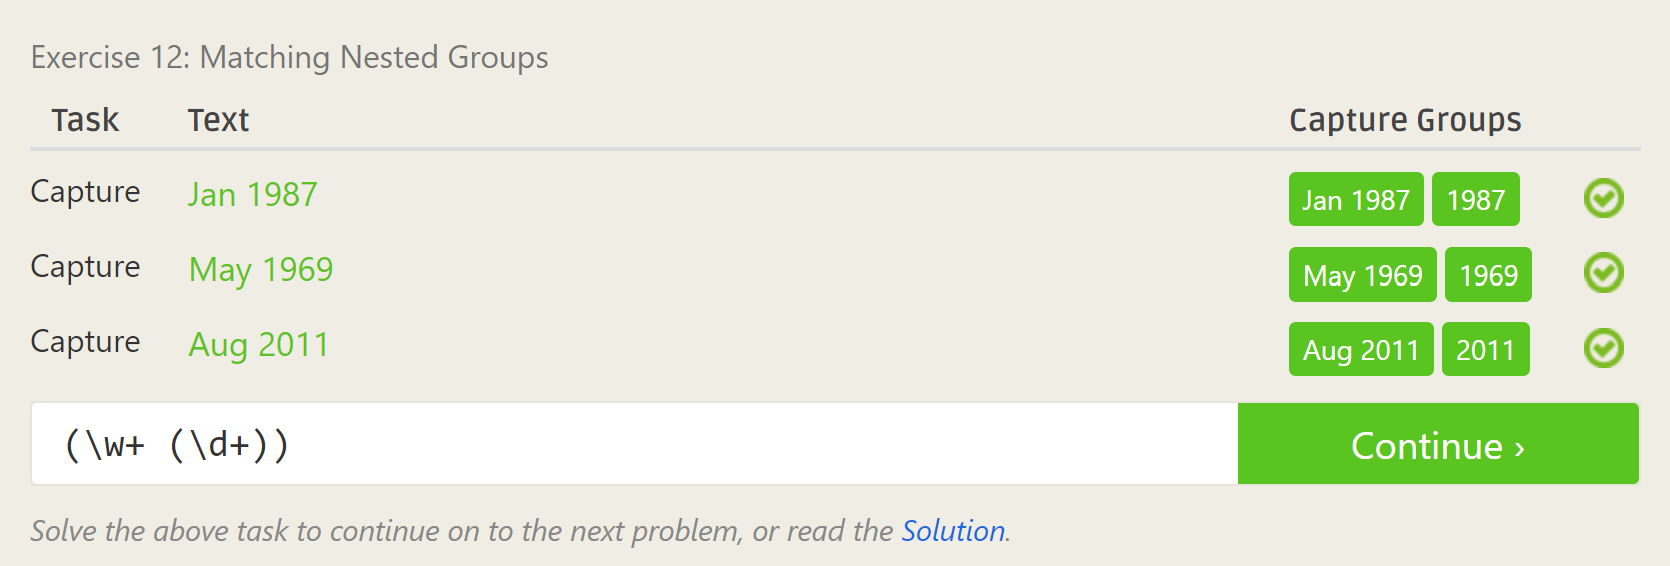 Exercise 12: Matching Nested Groups
Task Text Capture Groups
Capture Jan 1987 Jan 1987 1987
Capture May 1969 May 1969 1969
Capture Aug 2011 Aug 2011 2011
(\w+ (\d+)) Continue ›
Solve the above task to continue on to the next problem, or read the Solution.